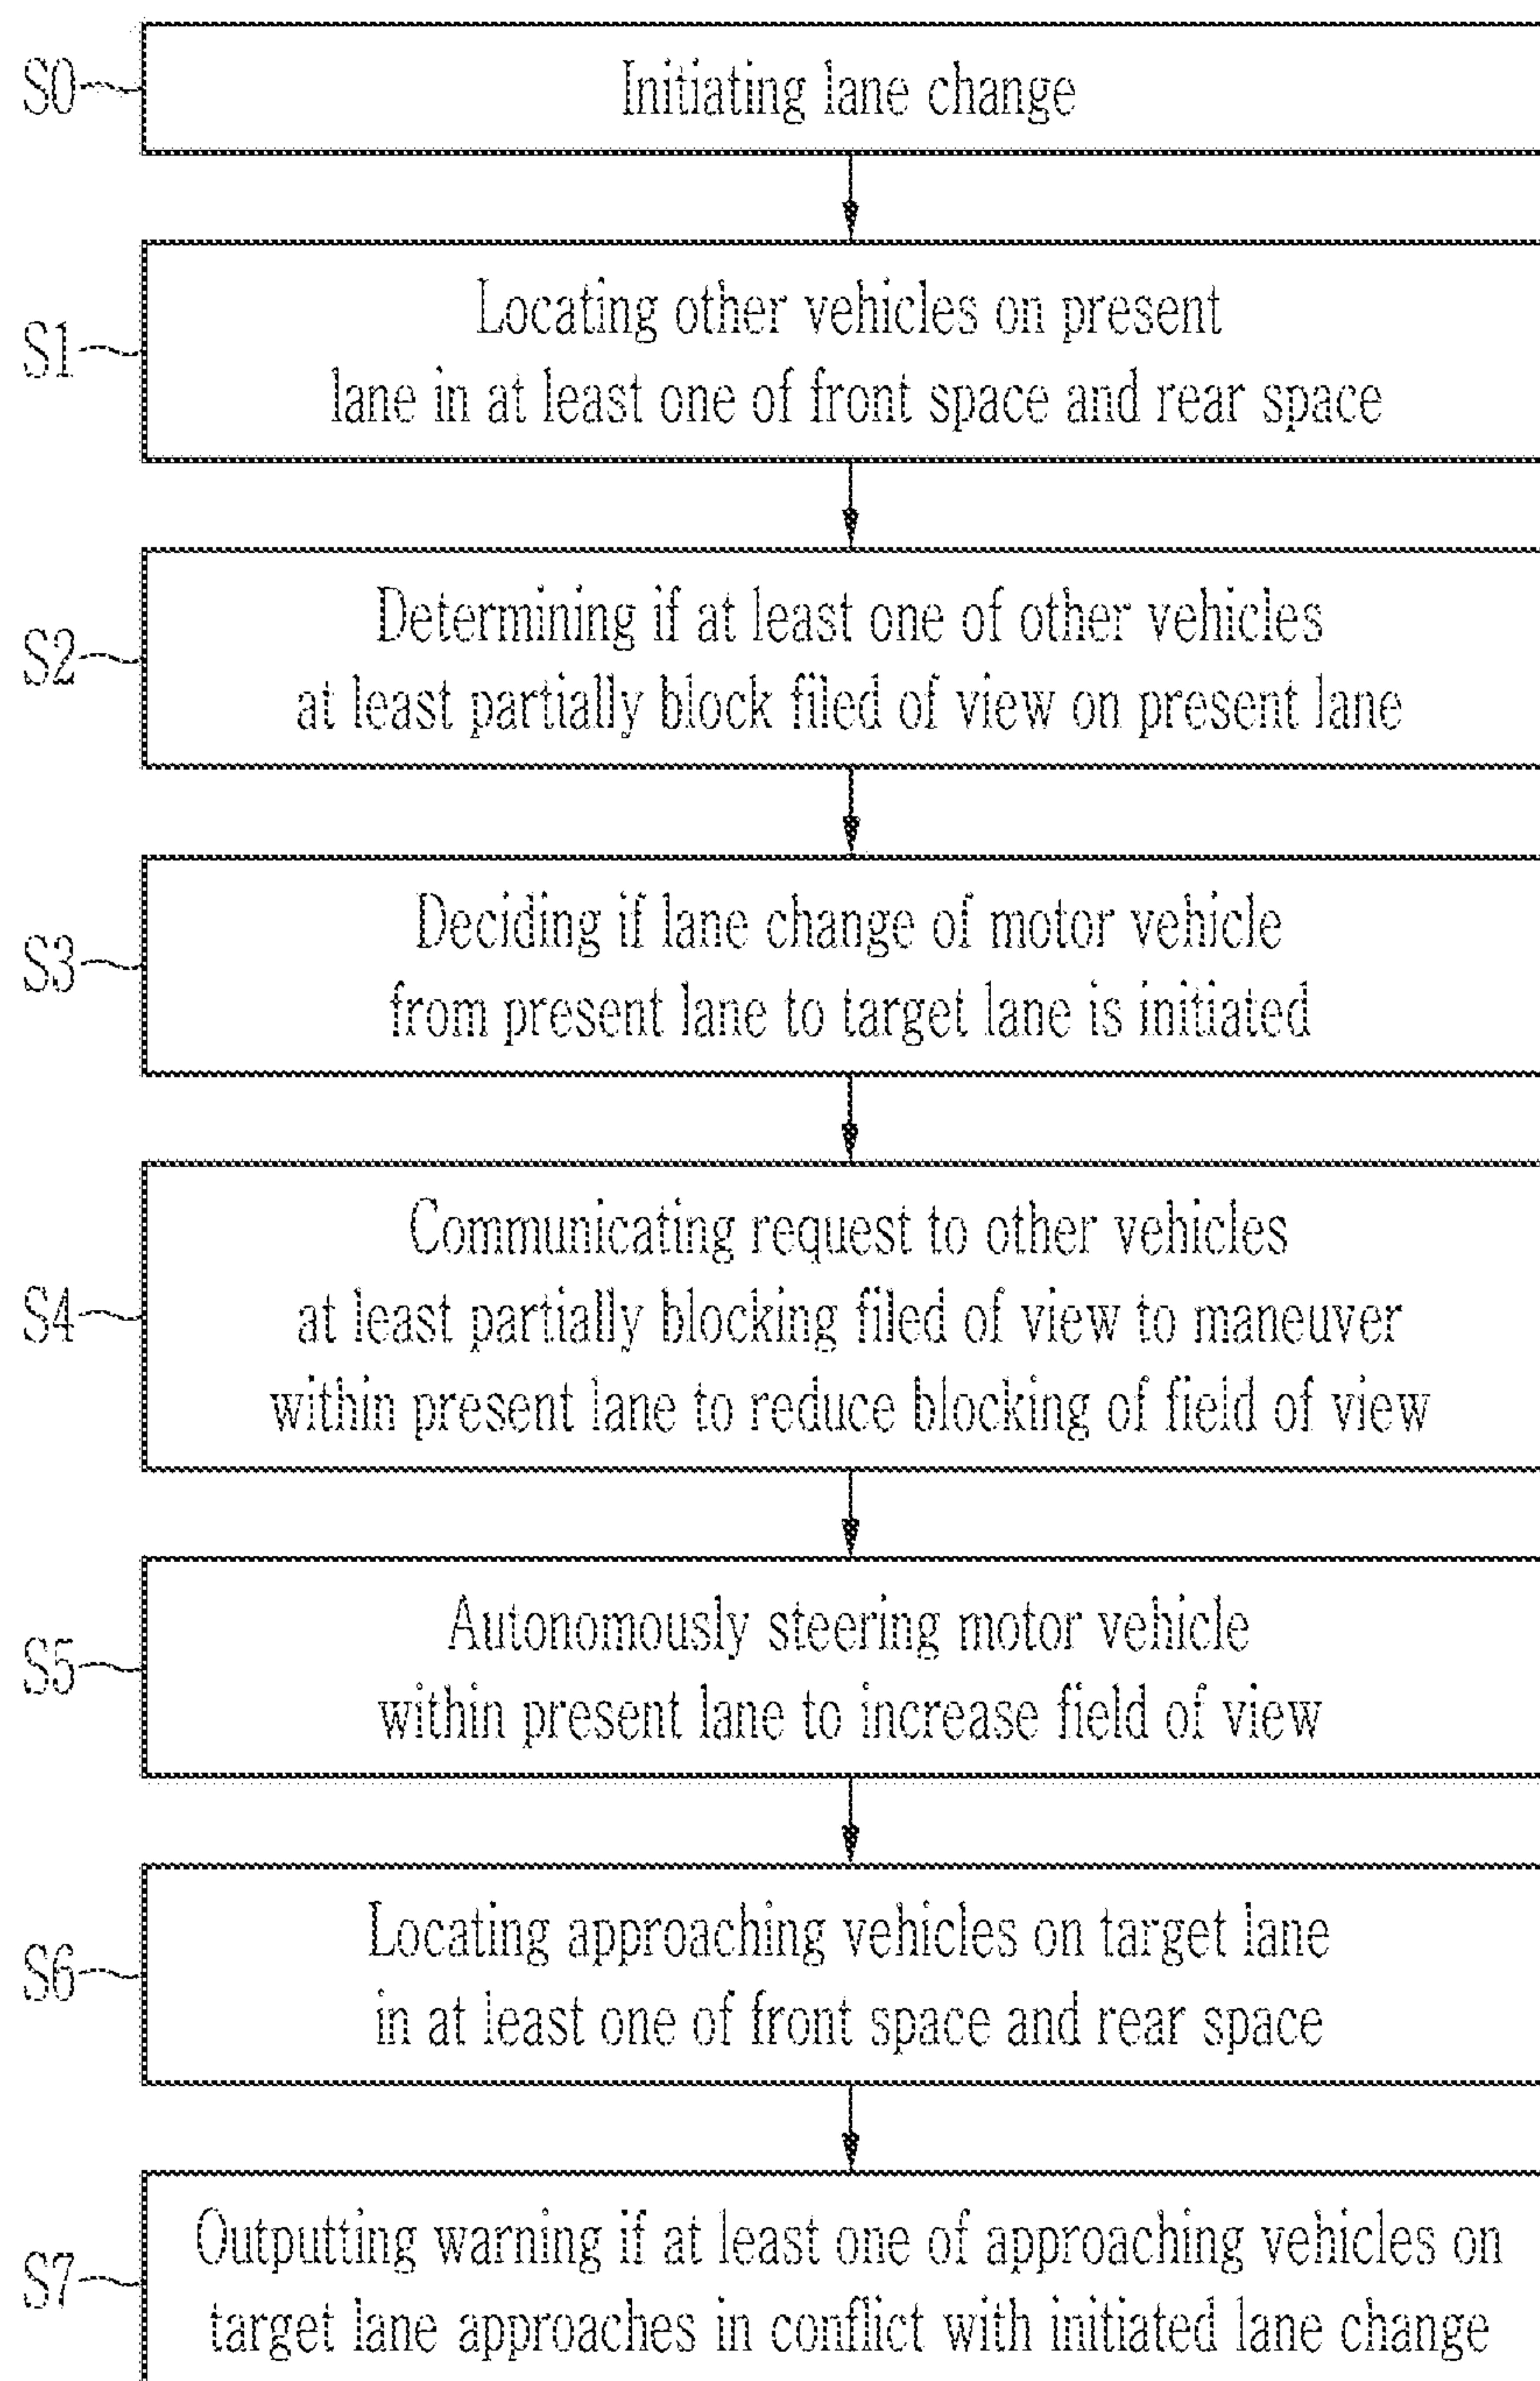 S0
Initiating lane change
S1
Locating other vehicles on present
lane in at least one of front space and rear space
S2
Determining if at least one of other vehicles
at least partially block filed of view on present lane
S3
Deciding if lane change of motor vehicle
from present lane to target lane is initiated
S4
Communicating request to other vehicles
at least partially blocking filed of view to maneuver
within present lane to reduce blocking of field of view
S5
Autonomously steering motor vehicle
within present lane to increase field of view
S6
Locating approaching vehicles on target lane
in at least one of front space and rear space
S7
Outputting warning if at least one of approaching vehicles on
target lane approaches in conflict with initiated lane change